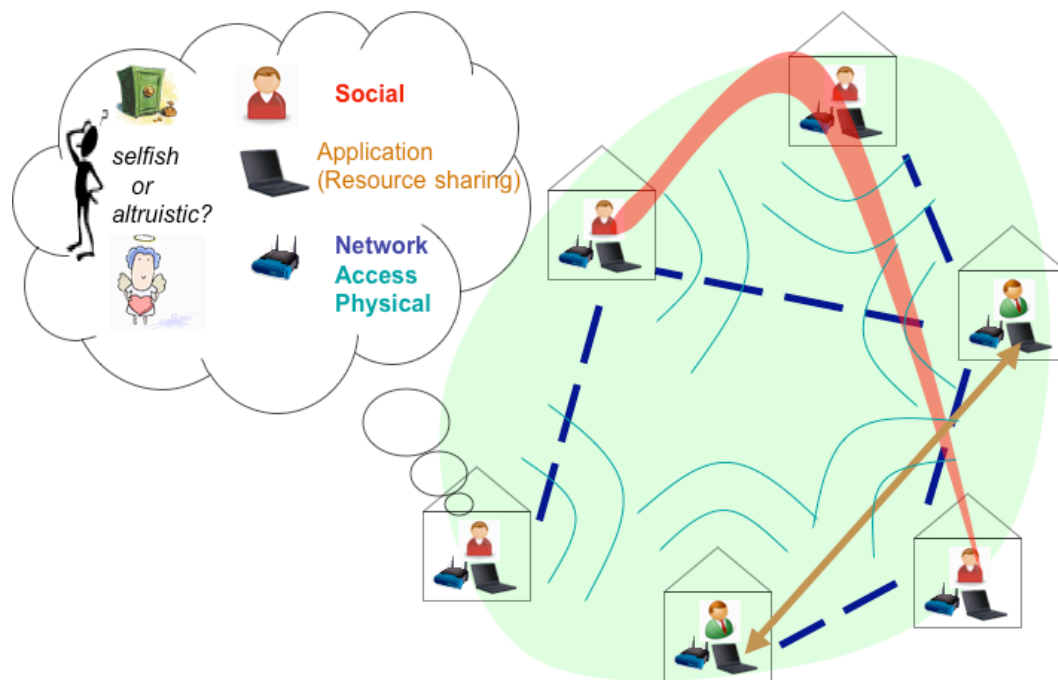 Social
selfish
or
altruistic?
Application
(Resource sharing)
Network
Access
Physical